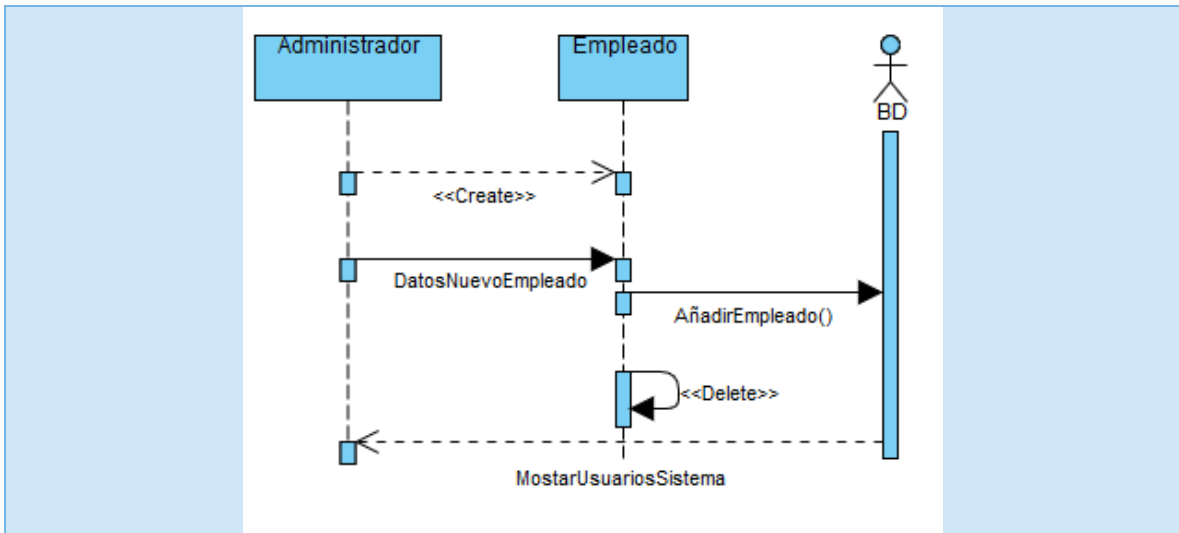 Administrador
Empleado
BD
<<Create>>
DatosNuevoEmpleado
AñadirEmpleado()
<<Delete>>
MostarUsuariosSistema